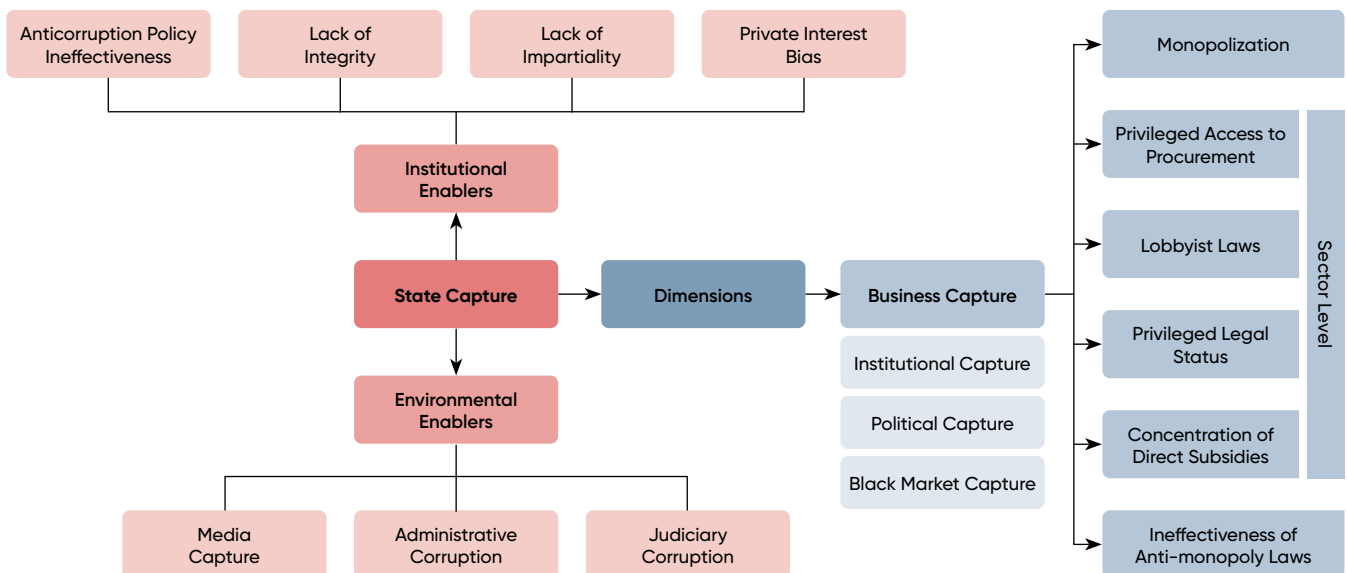 Anticorruption Policy
Ineffectiveness
Lack of
Integrity
Lack of
Impartiality
Private Interest
Bias
Institutional
Enablers
State Capture
Dimensions
Business Capture
Institutional Capture
Political Capture
Black Market Capture
Environmental
Enablers
Media
Capture
Administrative
Corruption
Judiciary
Corruption
Monopolization
Privileged Access to
Procurement
Lobbyist Laws
Privileged Legal
Status
Concentration of
Direct Subsidies
Sector Level
Ineffectiveness of
Anti-monopoly Laws